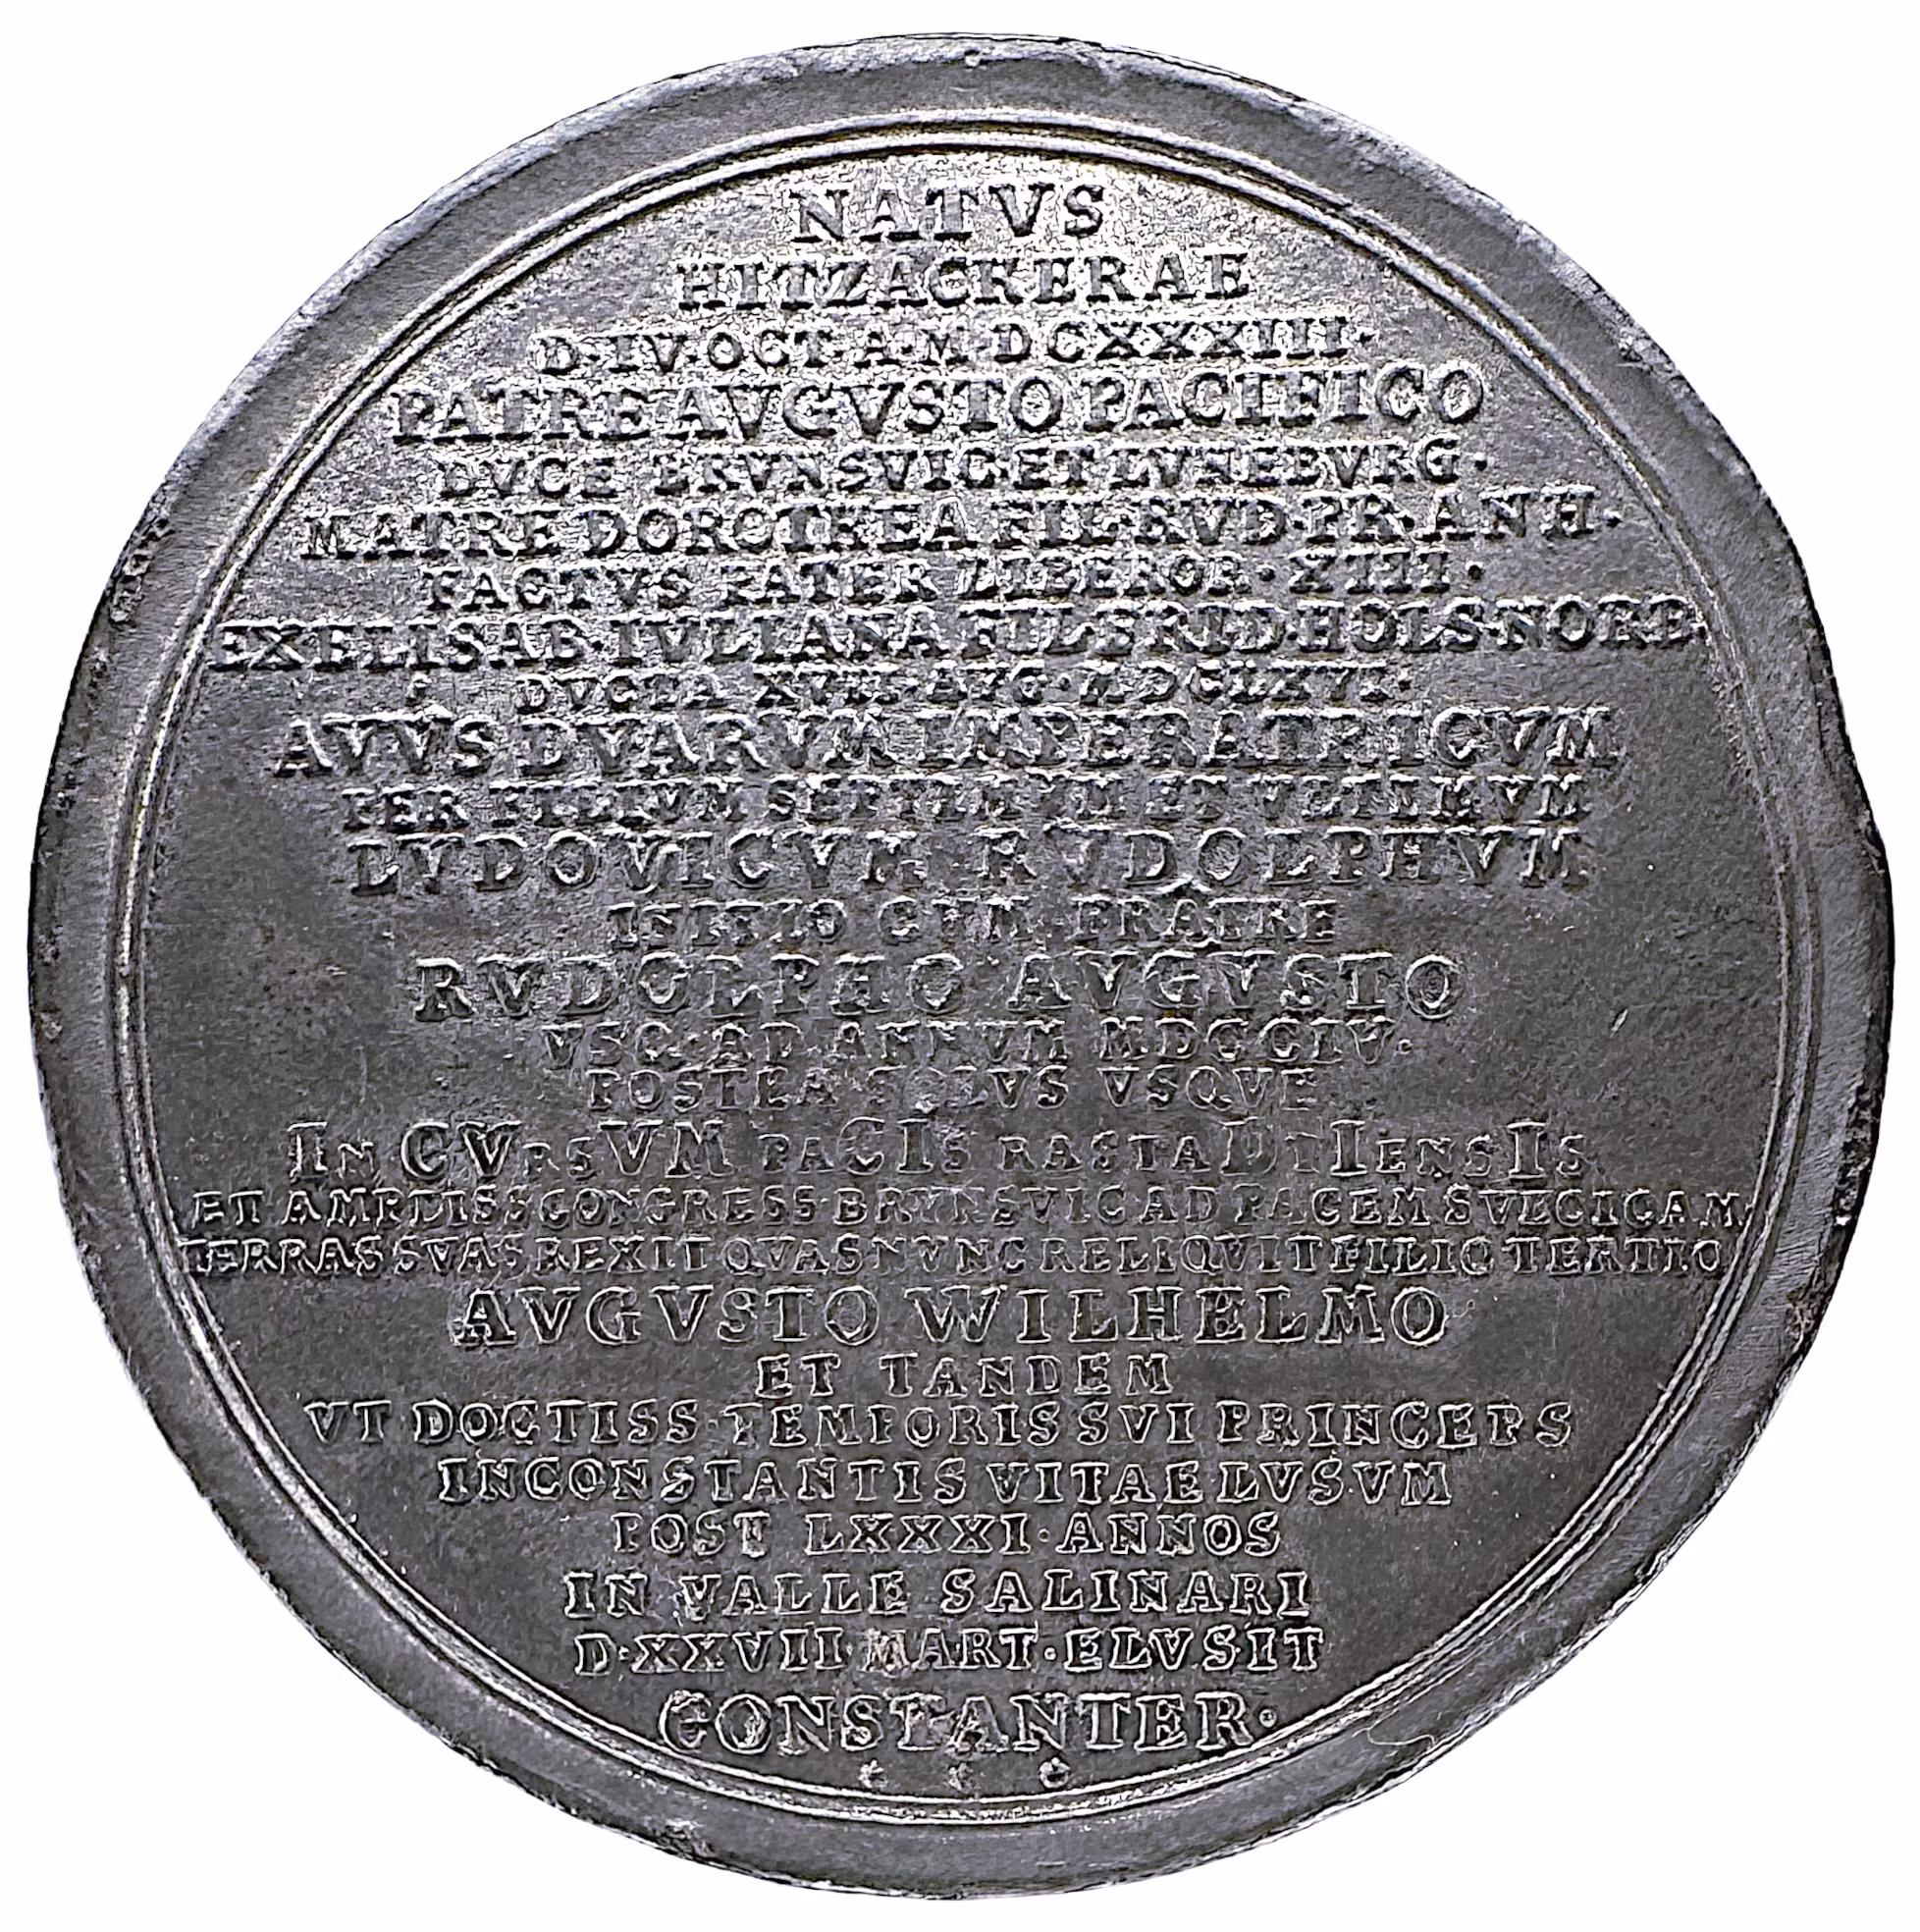 NATVS
HITZACKERAE
D·IV·OCT·A·M·DCXXXIII·
PATRE AVGVSTO PACIFICO
DVCE BRVNSVIC·ET LVNEBVRG·
MATRE DOROTHEA FIL·RVD·PR·ANH·
FACTVS PATER LIBEROR·XIII·
EX ELISAB·IVLIANA FIL·FRID·HOLS·NORB·
DVCE A XVII·AVG·MDCLVI·
AVVS DVARVM IMPERATRICVM
PER FILIVM SEPTIMVM ET VLTIMVM
LVDOVICVM RVDOLPHVM
INITIO CVM FRATRE
RVDOLPHO AVGVSTO
VSQ·AD ANNVM MDCCIV·
POSTEA SOLVS VSQVE
In CVrsVM paCIs rastaDtIensIs
ET AMPLISS CONGRESS·BRVNSVIC AD PACEM SVECICAM
TERRAS SVAS REXIT QVAS NVNC RELIQVIT FILIO TERTIO
AVGVSTO WILHELMO
ET TANDEM
VT DOCTISS·TEMPORIS SVI PRINCEPS
INCONSTANTIS VITAE LVSVM
POST LXXXI·ANNOS
IN VALLE SALINARI
D·XXVII MART·ELVSIT
CONSTANTER·